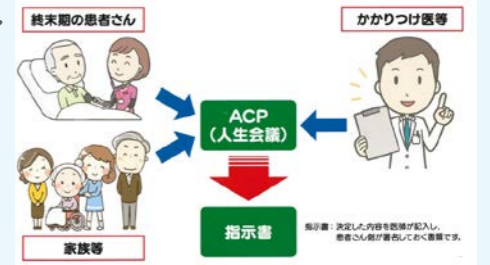 終末期の患者さん
かかりつけ医等
ACP
(人生会議)
家族等
指示書
指示書：決定した内容を医師が記入し、
患者さん側が署名しておく書類です。